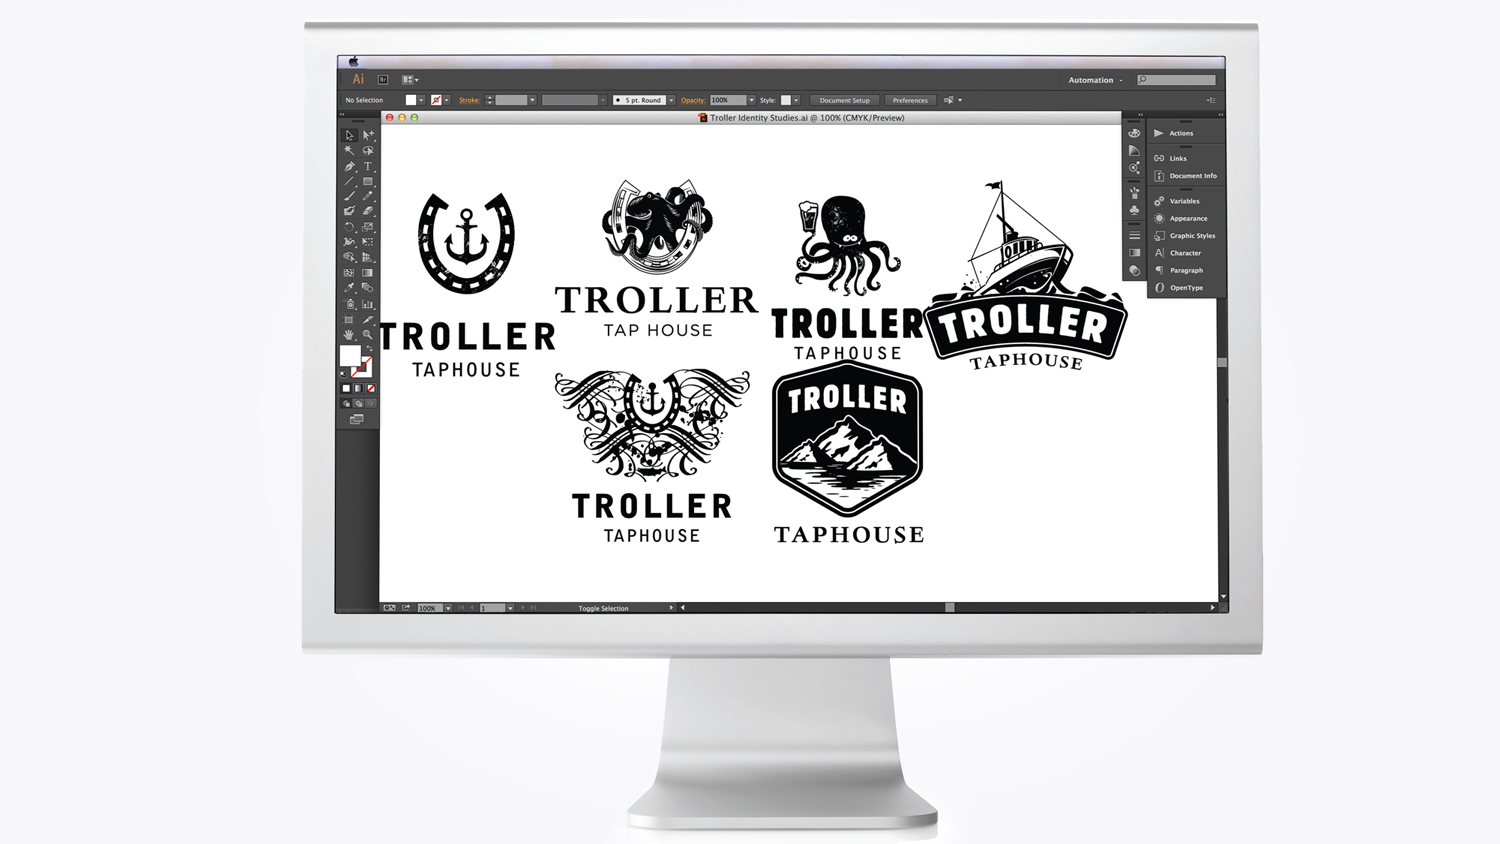 Ai Br
Automation
No Selection Stroke: 5 pt. Round Opacity: 100% Style: Document Setup Preferences
Troller Identity Studies.ai @ 100% (CMYK/Preview)
Actions
Links
Document Info
Variables
Appearance
Graphic Styles
Character
Paragraph
OpenType
TROLLER
TAPHOUSE
TROLLER
TAP HOUSE
TROLLER
TAPHOUSE
TROLLER
TAPHOUSE
TROLLER
TAPHOUSE
TROLLER
TAPHOUSE
100% 1 Toggle Selection